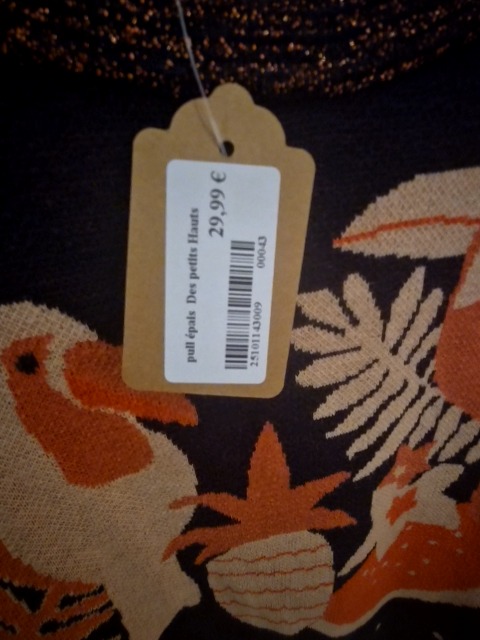 pull épais Des petits Hauts
29,99 €
00043
25101143009